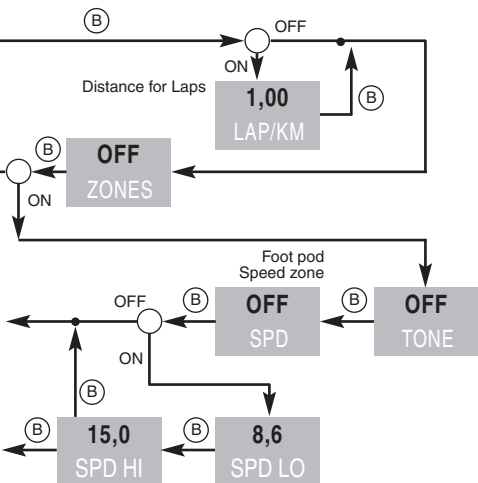 B
OFF
ON
Distance for Laps
1,00
LAP/KM
B
B
OFF
ZONES
ON
Foot pod
Speed zone
OFF
B
OFF
SPD
B
OFF
TONE
ON
B
B
15,0
SPD HI
B
8,6
SPD LO